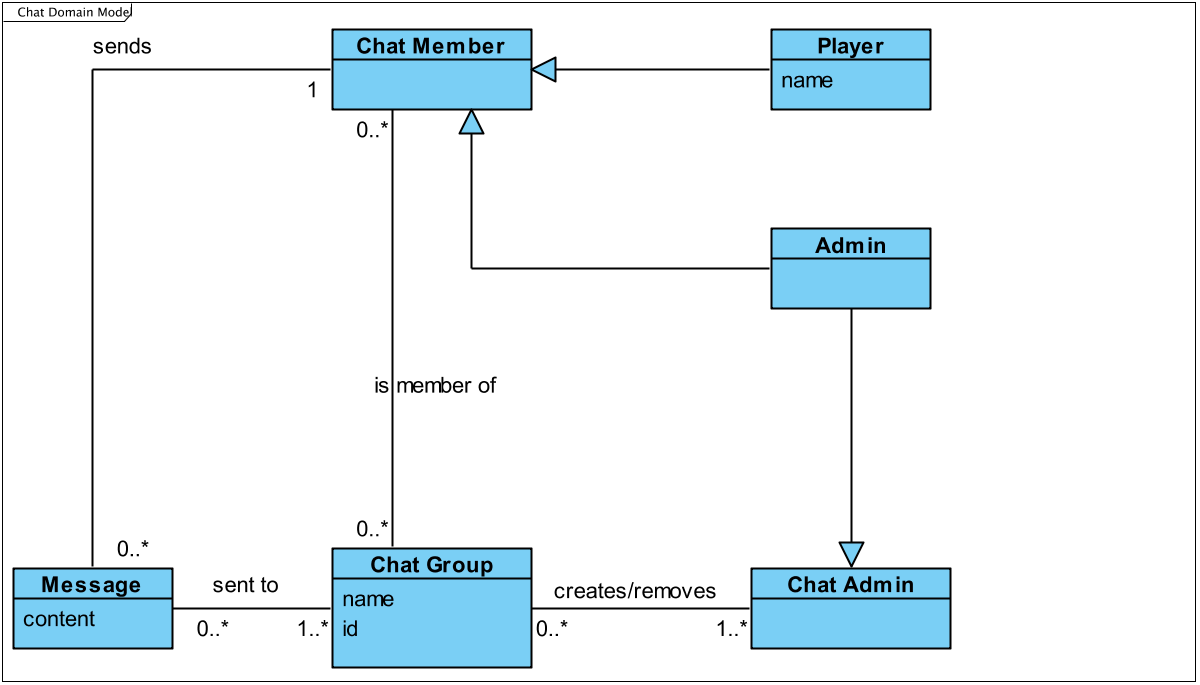 Chat Domain Model
sends
Chat Member
1
0..*
Player
name
Admin
is member of
0..*
0..*
Message
content
sent to
0..*
1..*
Chat Group
name
id
creates/removes
0..*
1..*
Chat Admin